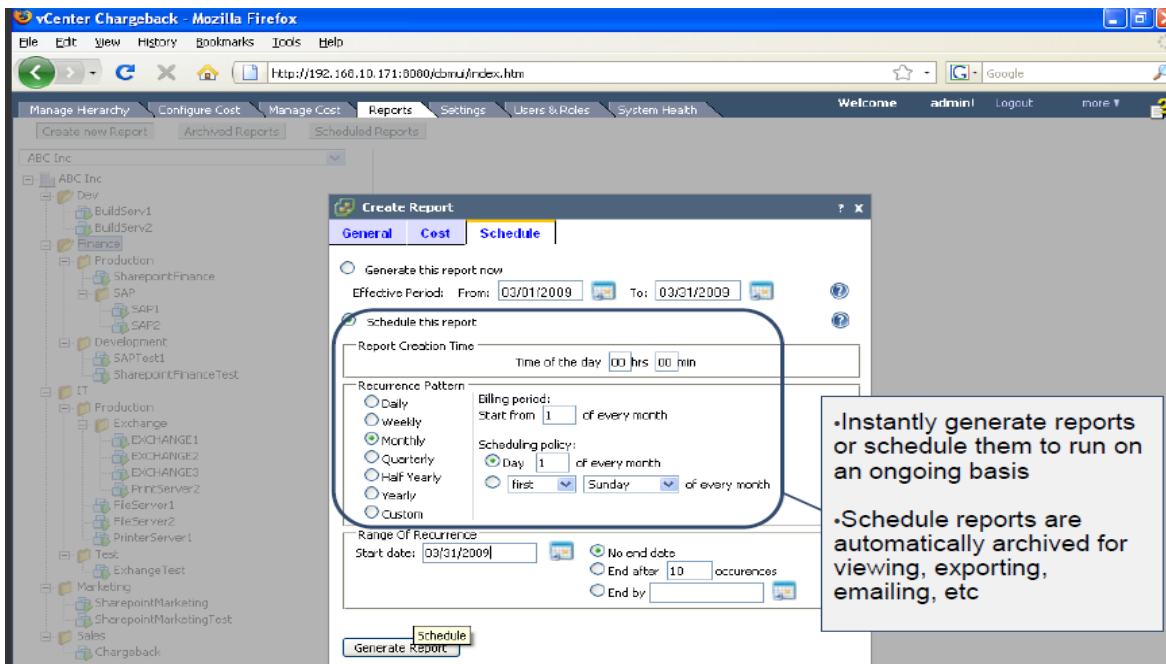 vCenter Chargeback - Mozilla Firefox
File Edit View History Bookmarks Tools Help
http://192.168.10.171:8080/cbmui/index.htm
G Google
Manage Hierarchy Configure Cost Manage Cost Reports Settings Users & Roles System Health Welcome admin! Logout more
Create new Report Archived Reports Scheduled Reports
ABC Inc
ABC Inc
Dev
BuildServ1
BuildServ2
Finance
Production
SharepointFinance
SAP
SAP1
SAP2
Development
SAPTest1
SharepointFinanceTest
IT
Production
Exchange
EXCHANGE1
EXCHANGE2
EXCHANGE3
PrintServer2
FileServer1
FileServer2
PrinterServer1
Test
ExhangeTest
Marketing
SharepointMarketing
SharepointMarketingTest
Sales
Chargeback
Create Report ? X
General Cost Schedule
Generate this report now
Effective Period: From: 03/01/2009 To: 03/31/2009 ?
Schedule this report ?
Report Creation Time
Time of the day 00 hrs 00 min
Recurrence Pattern
Daily
Weekly
Monthly
Quarterly
Half Yearly
Yearly
Custom
Billing period:
Start from 1 of every month
Scheduling policy:
Day 1 of every month
first Sunday of every month
Range Of Recurrence
Start date: 03/31/2009
No end date
End after 10 occurences
End by
Schedule
Generate Report
•Instantly generate reports
or schedule them to run on
an ongoing basis
•Schedule reports are
automatically archived for
viewing, exporting,
emailing, etc